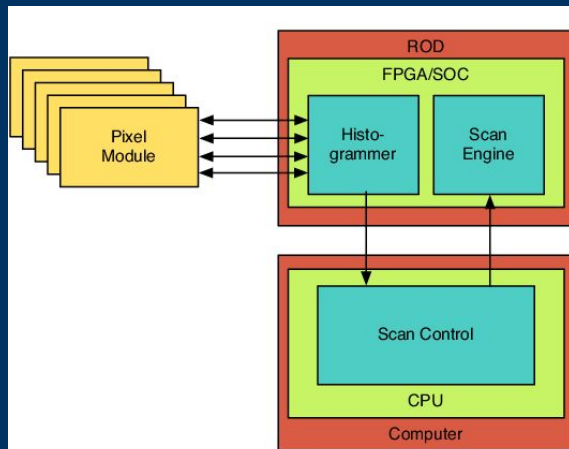 ROD
FPGA/SOC
Pixel
Module
Histo-
grammer
Scan
Engine
Scan Control
CPU
Computer